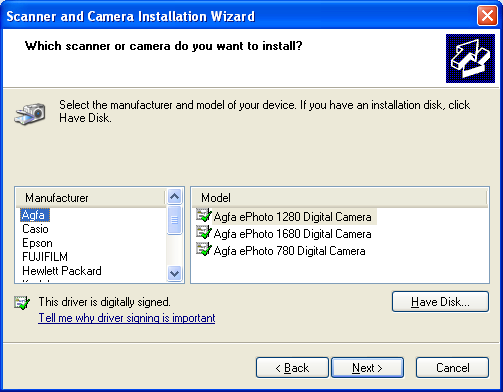 Scanner and Camera Installation Wizard
Which scanner or camera do you want to install?
Select the manufacturer and model of your device. If you have an installation disk, click
Have Disk.
Manufacturer
Agfa
Casio
Epson
FUJIFILM
Hewlett Packard
Model
Agfa ePhoto 1280 Digital Camera
Agfa ePhoto 1680 Digital Camera
Agfa ePhoto 780 Digital Camera
This driver is digitally signed.
Tell me why driver signing is important
Have Disk...
< Back
Next >
Cancel